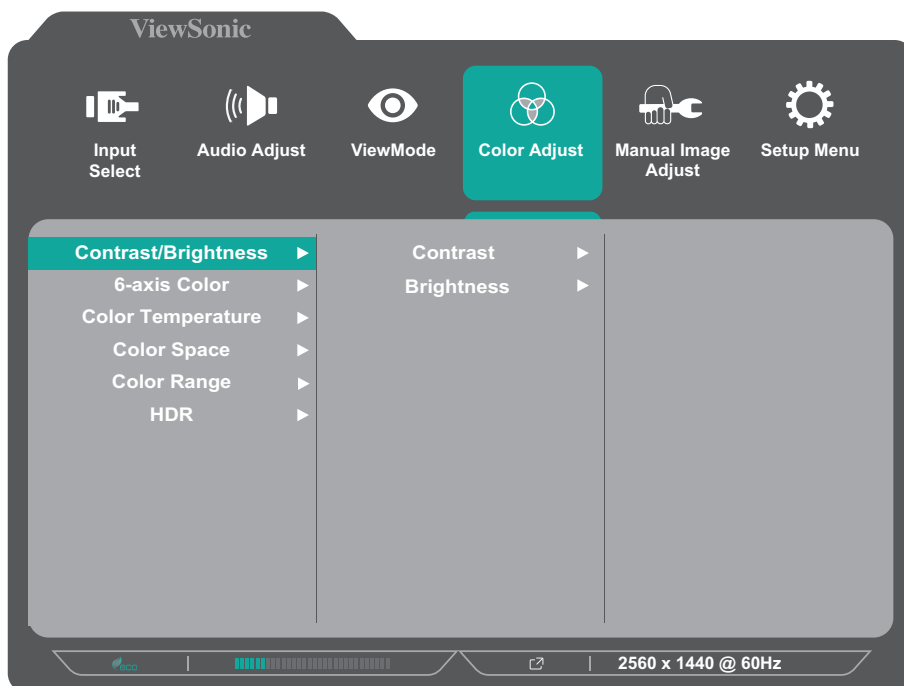 ViewSonic
Input
Select
Audio Adjust
ViewMode
Color Adjust
Manual Image
Adjust
Setup Menu
Contrast/Brightness
6-axis Color
Color Temperature
Color Space
Color Range
HDR
Contrast
Brightness
eco
2560 x 1440 @ 60Hz